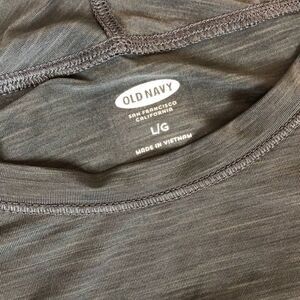 OLD NAVY
SAN FRANCISCO
CALIFORNIA
L/G
MADE IN VIETNAM